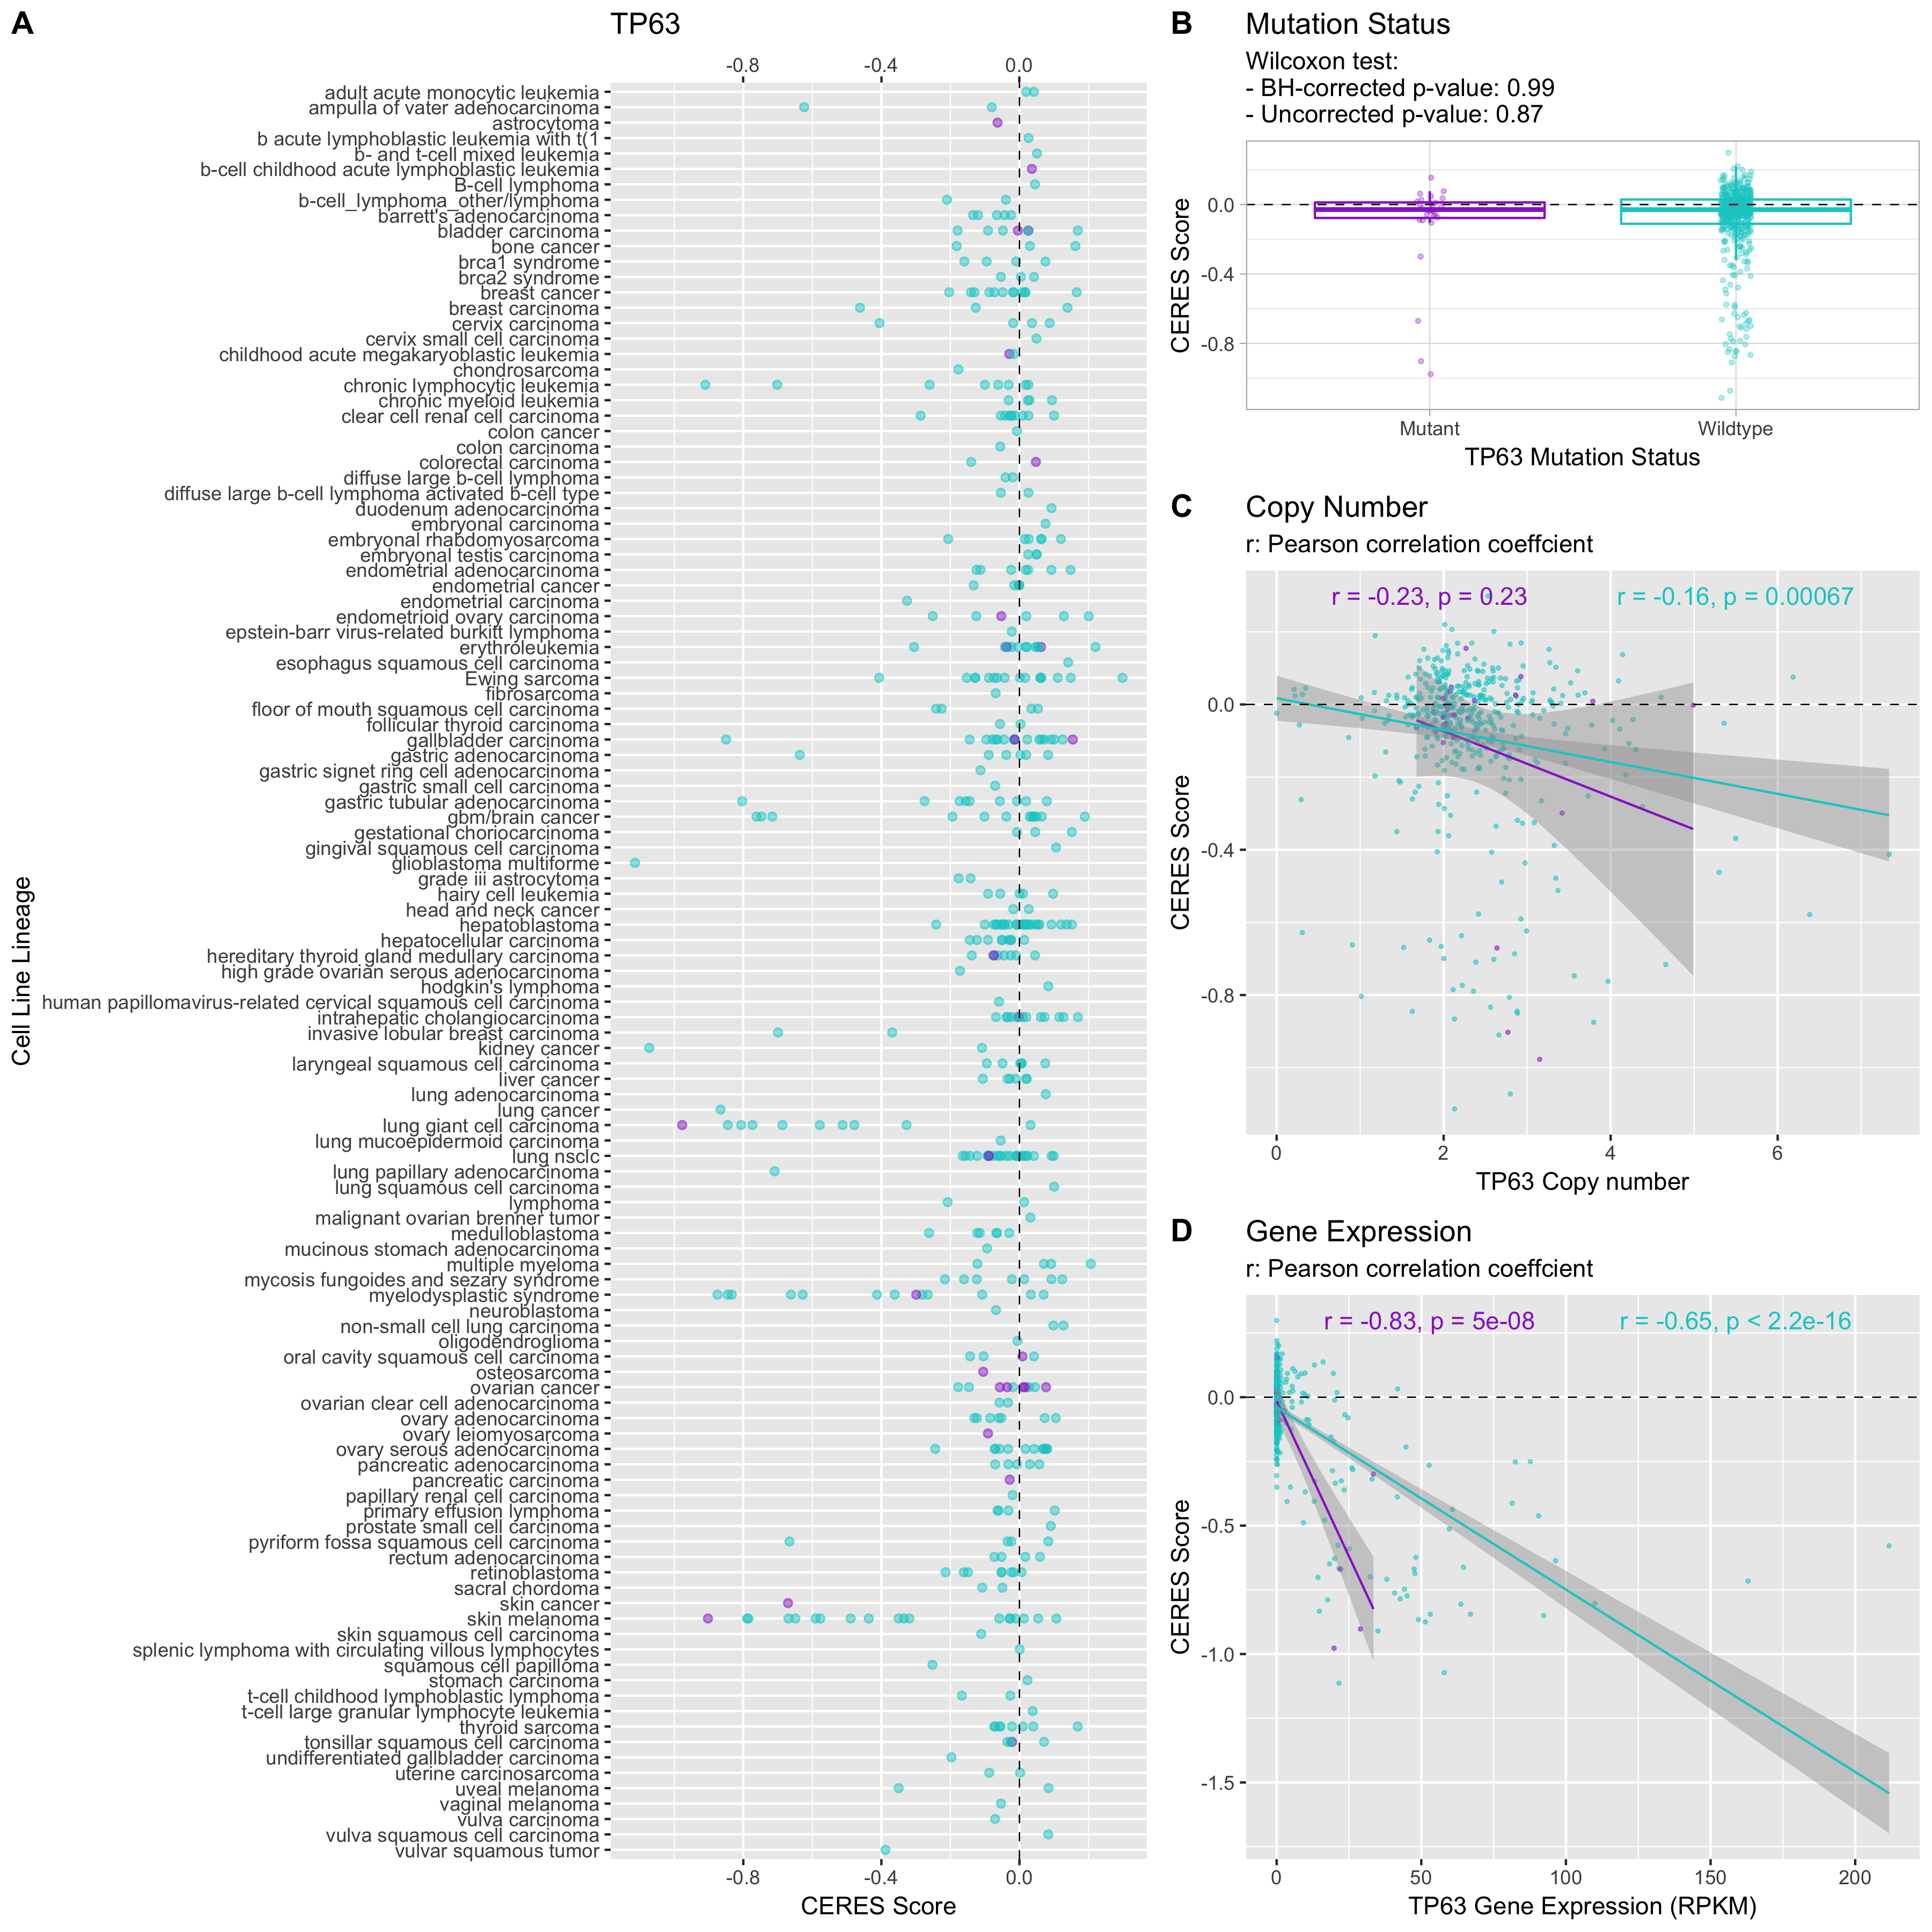 A
TP63
-0.8 -0.4 0.0
adult acute monocytic leukemia
ampulla of vater adenocarcinoma
astrocytoma
b acute lymphoblastic leukemia with t(1
b- and t-cell mixed leukemia
b-cell childhood acute lymphoblastic leukemia
B-cell lymphoma
b-cell_lymphoma_other/lymphoma
barrett's adenocarcinoma
bladder carcinoma
bone cancer
brca1 syndrome
brca2 syndrome
breast cancer
breast carcinoma
cervix carcinoma
cervix small cell carcinoma
childhood acute megakaryoblastic leukemia
chondrosarcoma
chronic lymphocytic leukemia
chronic myeloid leukemia
clear cell renal cell carcinoma
colon cancer
colon carcinoma
colorectal carcinoma
diffuse large b-cell lymphoma
diffuse large b-cell lymphoma activated b-cell type
duodenum adenocarcinoma
embryonal carcinoma
embryonal rhabdomyosarcoma
embryonal testis carcinoma
endometrial adenocarcinoma
endometrial cancer
endometrial carcinoma
endometrioid ovary carcinoma
epstein-barr virus-related burkitt lymphoma
erythroleukemia
esophagus squamous cell carcinoma
Ewing sarcoma
fibrosarcoma
floor of mouth squamous cell carcinoma
follicular thyroid carcinoma
gallbladder carcinoma
gastric adenocarcinoma
gastric signet ring cell adenocarcinoma
gastric small cell carcinoma
gastric tubular adenocarcinoma
gbm/brain cancer
gestational choriocarcinoma
gingival squamous cell carcinoma
glioblastoma multiforme
grade iii astrocytoma
hairy cell leukemia
head and neck cancer
hepatoblastoma
hepatocellular carcinoma
hereditary thyroid gland medullary carcinoma
high grade ovarian serous adenocarcinoma
hodgkin's lymphoma
human papillomavirus-related cervical squamous cell carcinoma
intrahepatic cholangiocarcinoma
invasive lobular breast carcinoma
kidney cancer
laryngeal squamous cell carcinoma
liver cancer
lung adenocarcinoma
lung cancer
lung giant cell carcinoma
lung mucoepidermoid carcinoma
lung nsclc
lung papillary adenocarcinoma
lung squamous cell carcinoma
lymphoma
malignant ovarian brenner tumor
medulloblastoma
mucinous stomach adenocarcinoma
multiple myeloma
mycosis fungoides and sezary syndrome
myelodysplastic syndrome
neuroblastoma
non-small cell lung carcinoma
oligodendroglioma
oral cavity squamous cell carcinoma
osteosarcoma
ovarian cancer
ovarian clear cell adenocarcinoma
ovary adenocarcinoma
ovary leiomyosarcoma
ovary serous adenocarcinoma
pancreatic adenocarcinoma
pancreatic carcinoma
papillary renal cell carcinoma
primary effusion lymphoma
prostate small cell carcinoma
pyriform fossa squamous cell carcinoma
rectum adenocarcinoma
retinoblastoma
sacral chordoma
skin cancer
skin melanoma
skin squamous cell carcinoma
splenic lymphoma with circulating villous lymphocytes
squamous cell papilloma
stomach carcinoma
t-cell childhood lymphoblastic lymphoma
t-cell large granular lymphocyte leukemia
thyroid sarcoma
tonsillar squamous cell carcinoma
undifferentiated gallbladder carcinoma
uterine carcinosarcoma
uveal melanoma
vaginal melanoma
vulva carcinoma
vulva squamous cell carcinoma
vulvar squamous tumor
-0.8 -0.4 0.0
CERES Score
Cell Line Lineage
B
Mutation Status
Wilcoxon test:
- BH-corrected p-value: 0.99
- Uncorrected p-value: 0.87
0.0
-0.4
-0.8
CERES Score
Mutant Wildtype
TP63 Mutation Status
C
Copy Number
r: Pearson correlation coeffcient
r = -0.23, p = 0.23 r = -0.16, p = 0.00067
0.0
-0.4
-0.8
CERES Score
0 2 4 6
TP63 Copy number
D
Gene Expression
r: Pearson correlation coeffcient
r = -0.83, p = 5e-08 r = -0.65, p < 2.2e-16
0.0
-0.5
-1.0
-1.5
CERES Score
0 50 100 150 200
TP63 Gene Expression (RPKM)